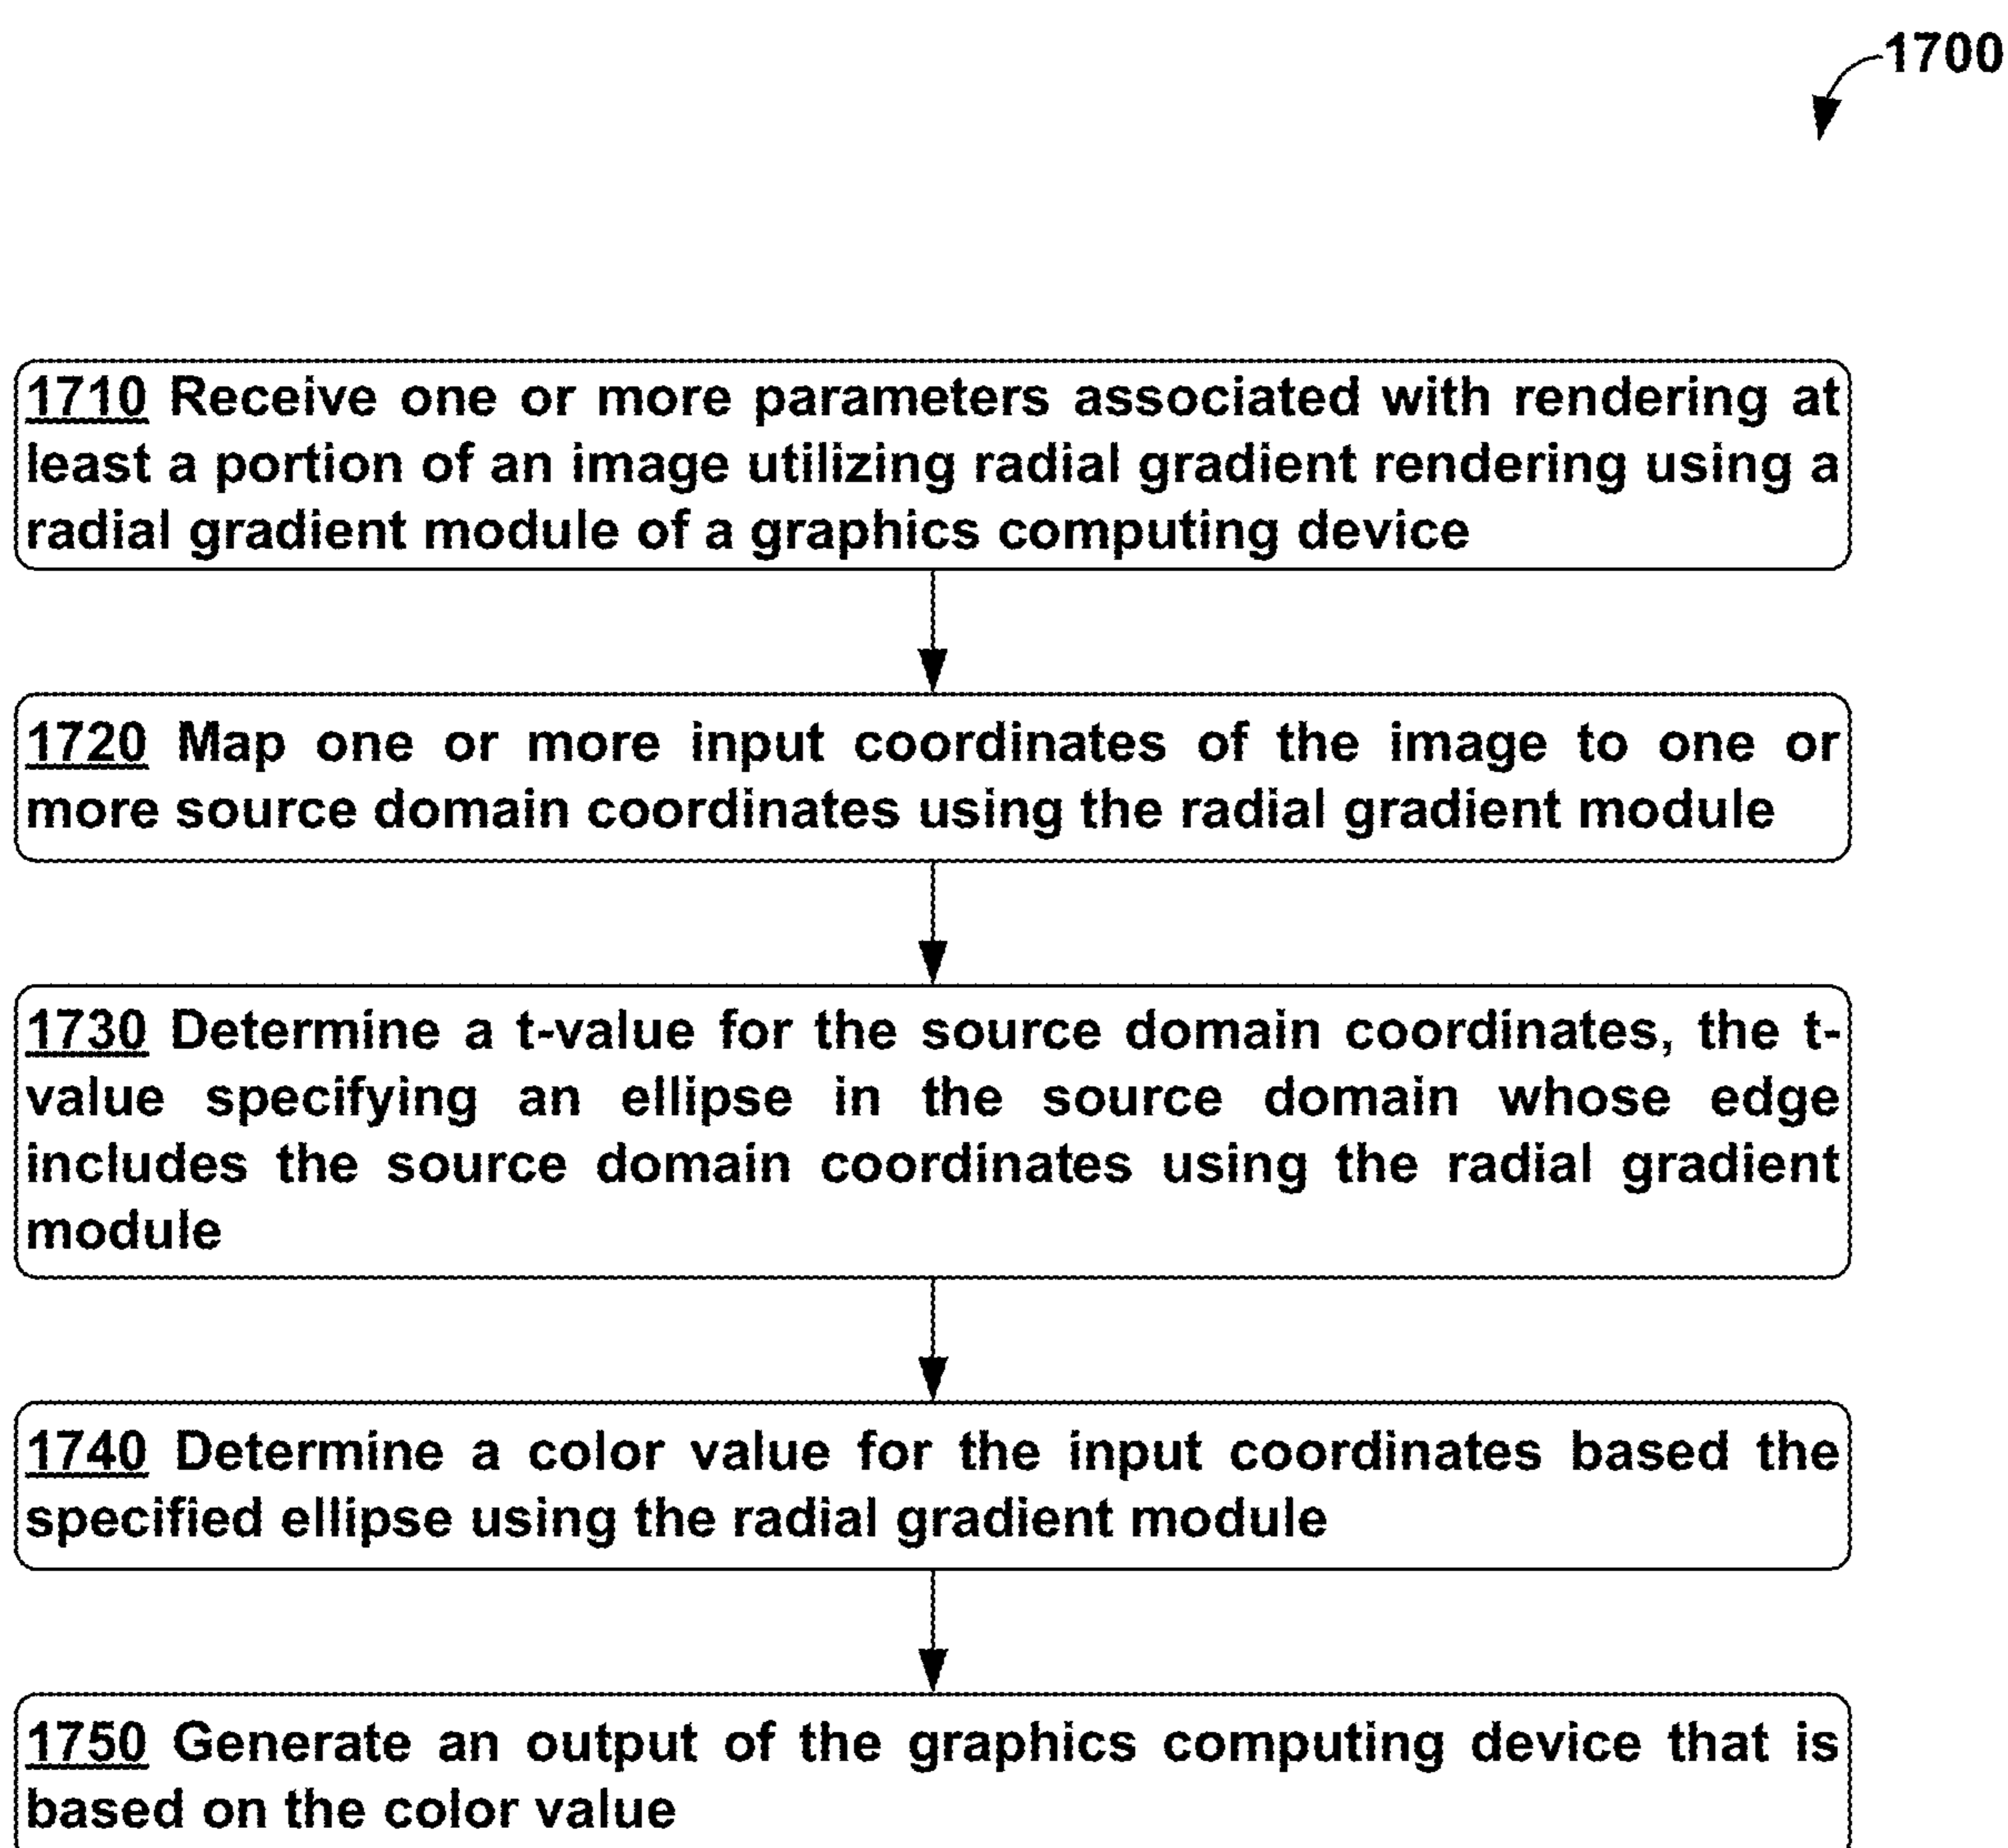 1700
1710 Receive one or more parameters associated with rendering at
least a portion of an image utilizing radial gradient rendering using a
radial gradient module of a graphics computing device
1720 Map one or more input coordinates of the image to one or
more source domain coordinates using the radial gradient module
1730 Determine a t-value for the source domain coordinates, the t-
value specifying an ellipse in the source domain whose edge
includes the source domain coordinates using the radial gradient
module
1740 Determine a color value for the input coordinates based the
specified ellipse using the radial gradient module
1750 Generate an output of the graphics computing device that is
based on the color value